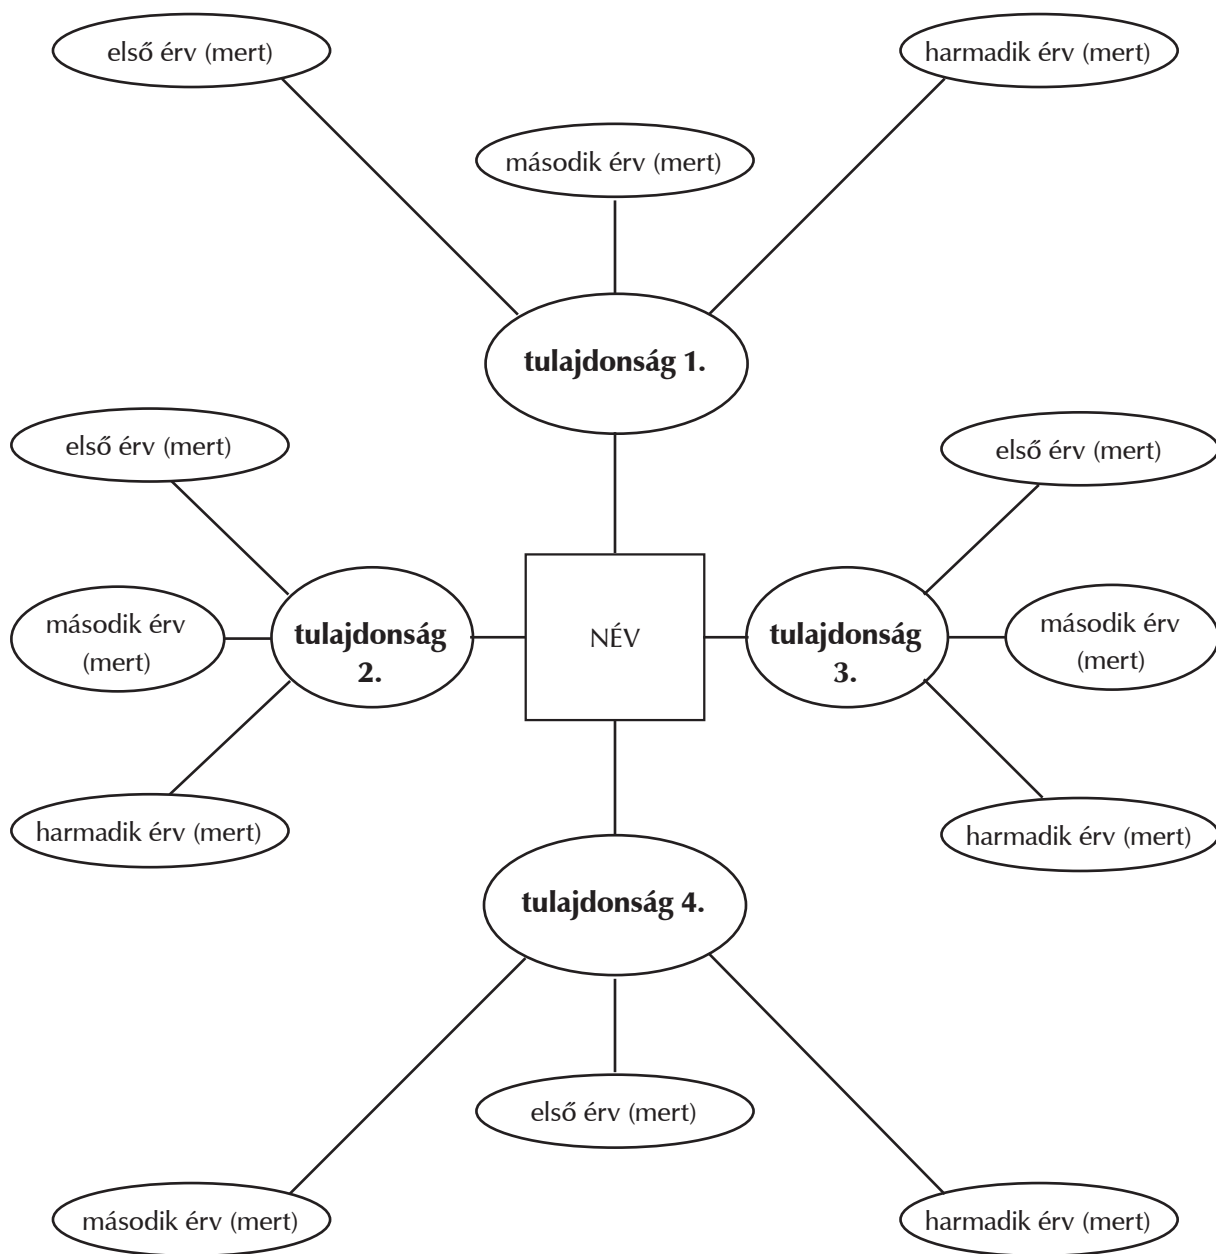 első érv (mert)
harmadik érv (mert)
második érv (mert)
tulajdonság 1.
első érv (mert)
első érv (mert)
második érv
(mert)
tulajdonság
2.
NÉV
tulajdonság
3.
második érv
(mert)
harmadik érv (mert)
harmadik érv (mert)
tulajdonság 4.
első érv (mert)
második érv (mert)
harmadik érv (mert)